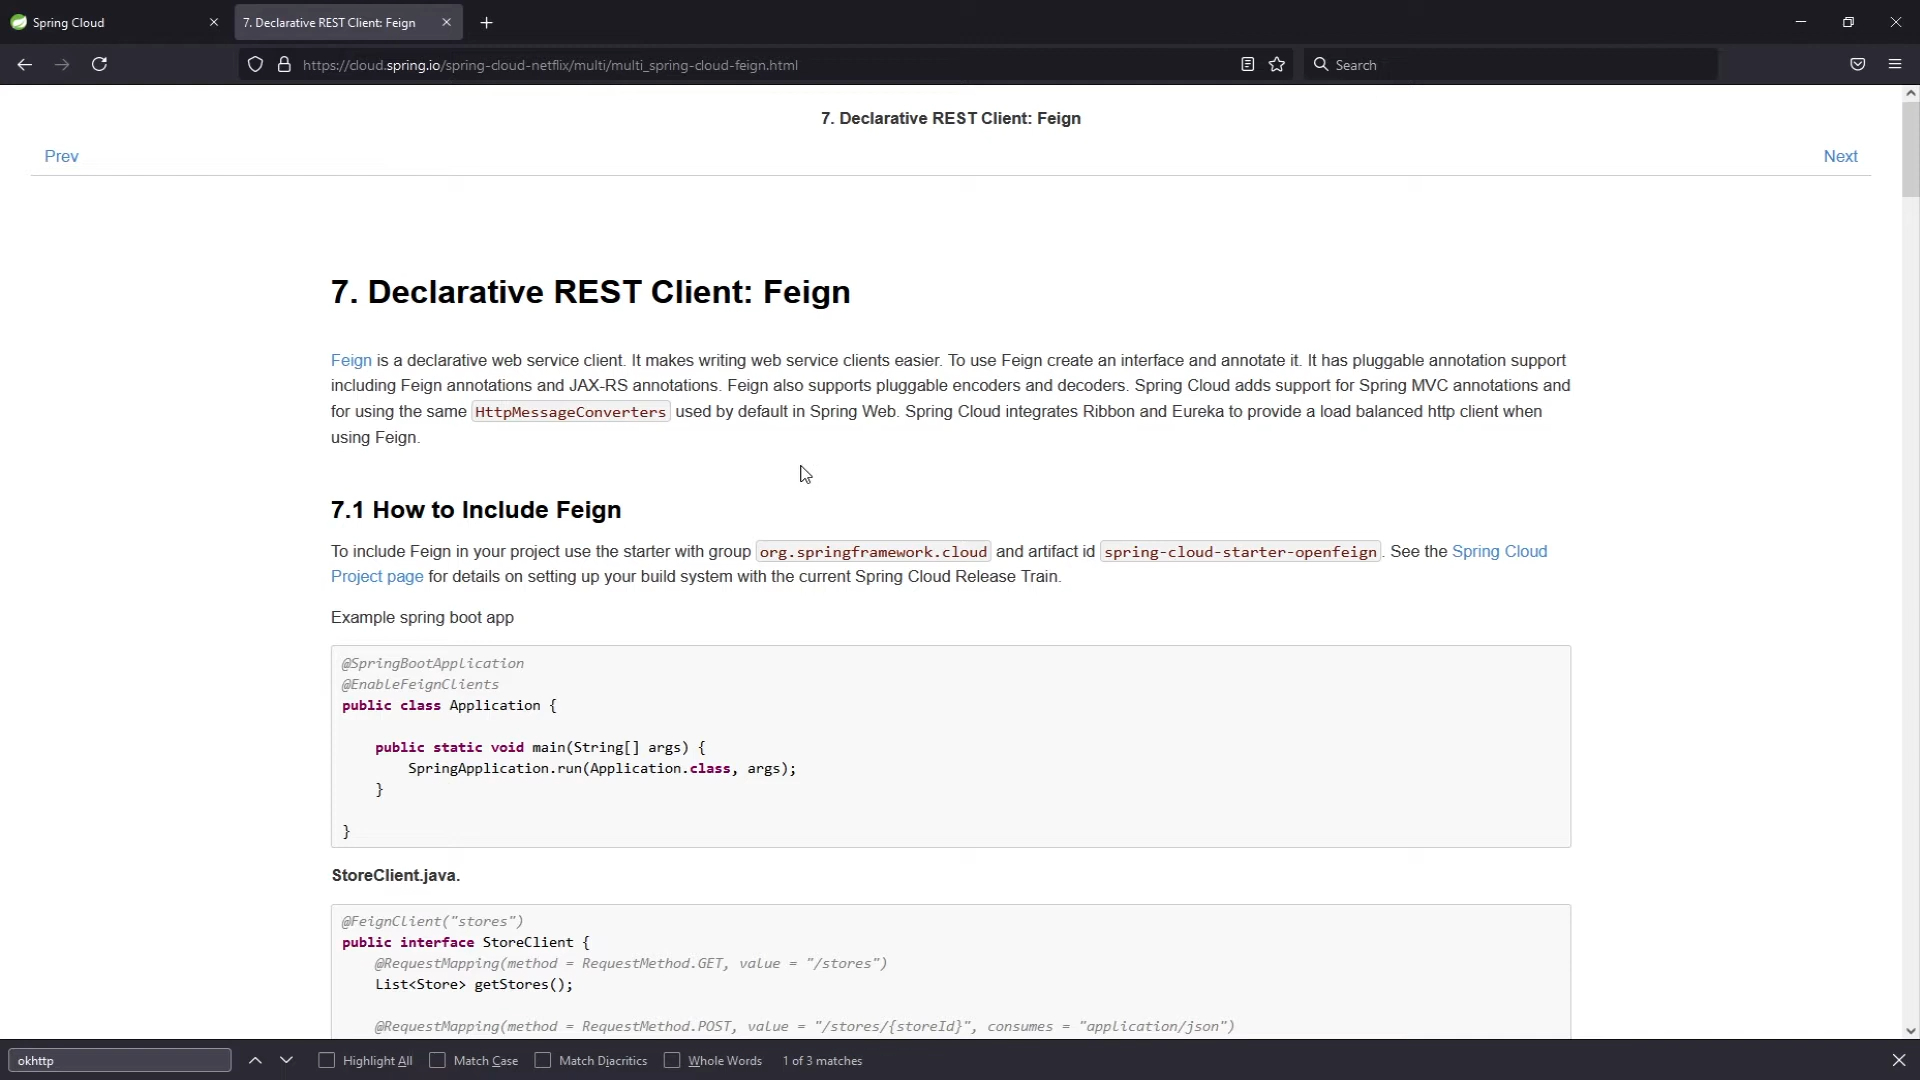 Spring Cloud
7. Declarative REST Client: Feign
https://cloud.spring.io/spring-cloud-netflix/multi/multi_spring-cloud-feign.html
Search
7. Declarative REST Client: Feign
Prev
Next
7. Declarative REST Client: Feign
Feign is a declarative web service client. It makes writing web service clients easier. To use Feign create an interface and annotate it. It has pluggable annotation support
including Feign annotations and JAX-RS annotations. Feign also supports pluggable encoders and decoders. Spring Cloud adds support for Spring MVC annotations and
for using the same HttpMessageConverters used by default in Spring Web. Spring Cloud integrates Ribbon and Eureka to provide a load balanced http client when
using Feign.
7.1 How to Include Feign
To include Feign in your project use the starter with group org.springframework.cloud and artifact id spring-cloud-starter-openfeign. See the Spring Cloud
Project page for details on setting up your build system with the current Spring Cloud Release Train.
Example spring boot app
@SpringBootApplication
@EnableFeignClients
public class Application {
public static void main(String[] args) {
SpringApplication.run(Application.class, args);
}
}
StoreClient.java.
@FeignClient("stores")
public interface StoreClient {
@RequestMapping(method = RequestMethod.GET, value = "/stores")
List<Store> getStores();
@RequestMapping(method = RequestMethod.POST, value = "/stores/{storeId}", consumes = "application/json")
okhttp
Highlight All
Match Case
Match Diacritics
Whole Words
1 of 3 matches